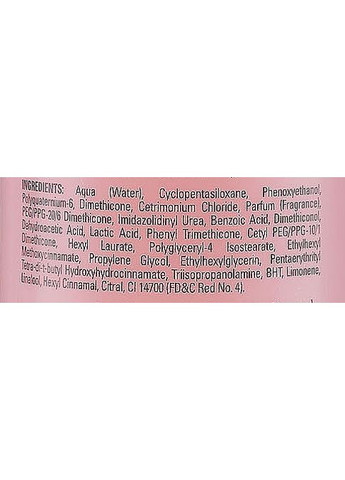 INGREDIENTS: Aqua (Water), Cyclopentasiloxane, Phenoxyethanol,
Polyquaternium-6, Dimethicone, Cetrimonium Chloride, Parfum (Fragrance),
PEG/PPG-20/6 Dimethicone, Imidazolidinyl Urea, Benzoic Acid, Dimethiconol,
Dehydroacetic Acid, Lactic Acid, Phenyl Trimethicone, Cetyl PEG/PPG-10/1
Dimethicone, Hexyl Laurate, Polyglyceryl-4 Isostearate, Ethylhexyl
Methoxycinnamate, Propylene Glycol, Ethylhexylglycerin, Pentaerythrityl
Tetra-di-t-butyl Hydroxyhydrocinnamate, Triisopropanolamine, BHT, Limonene,
Linalool, Hexyl Cinnamal, Citral, CI 14700 (FD&C Red No. 4).